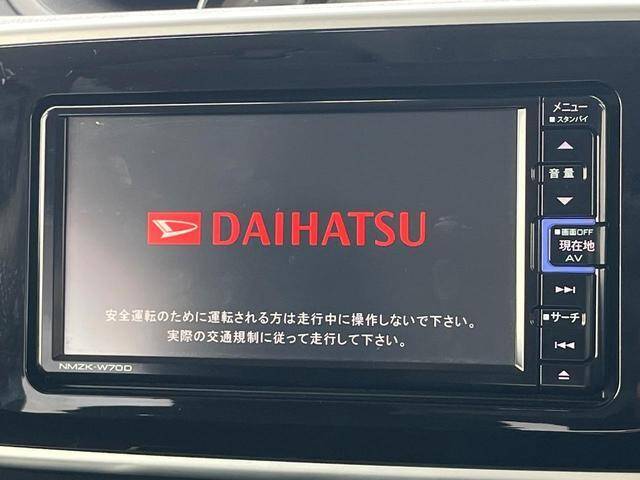 DAIHATSU
安全運転のために運転される方は走行中に操作しないで下さい。
実際の交通規制に従って走行して下さい。
NMZK-W70D
メニュー
■スタンバイ
音量
■画面OFF
現在地
AV
■サーチ